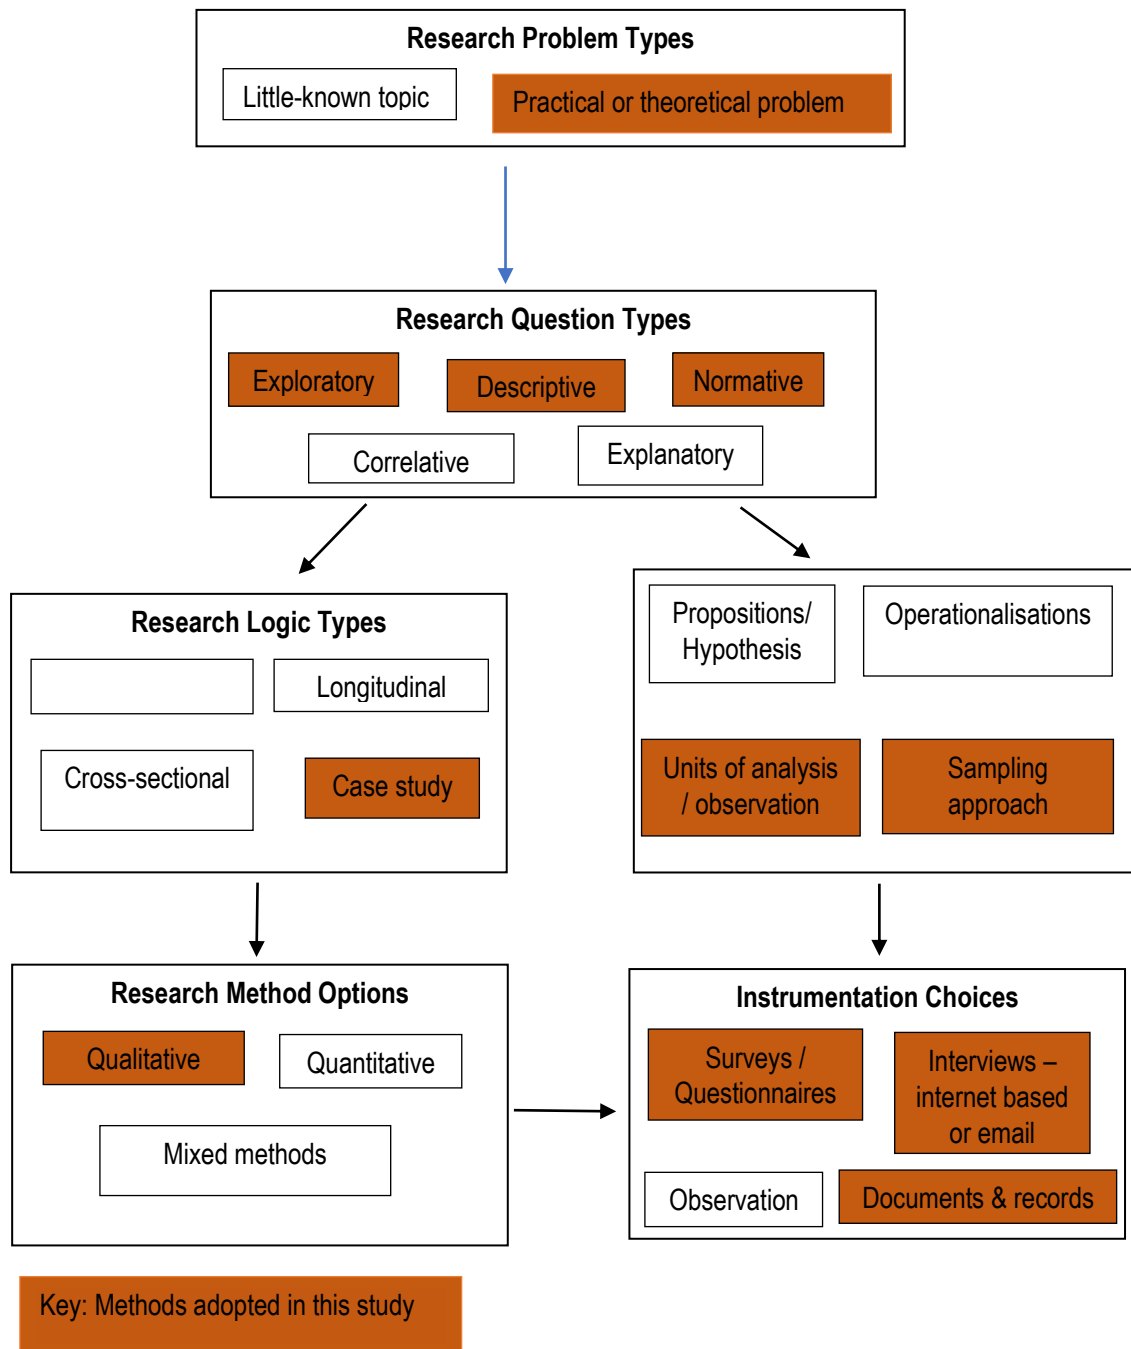 Research Problem Types
Little-known topic
Practical or theoretical problem
Research Question Types
Exploratory
Descriptive
Normative
Correlative
Explanatory
Research Logic Types
Longitudinal
Cross-sectional
Case study
Propositions/
Hypothesis
Operationalisations
Units of analysis
/ observation
Sampling
approach
Research Method Options
Qualitative
Quantitative
Mixed methods
Instrumentation Choices
Surveys /
Questionnaires
Interviews –
internet based
or email
Observation
Documents & records
Key: Methods adopted in this study